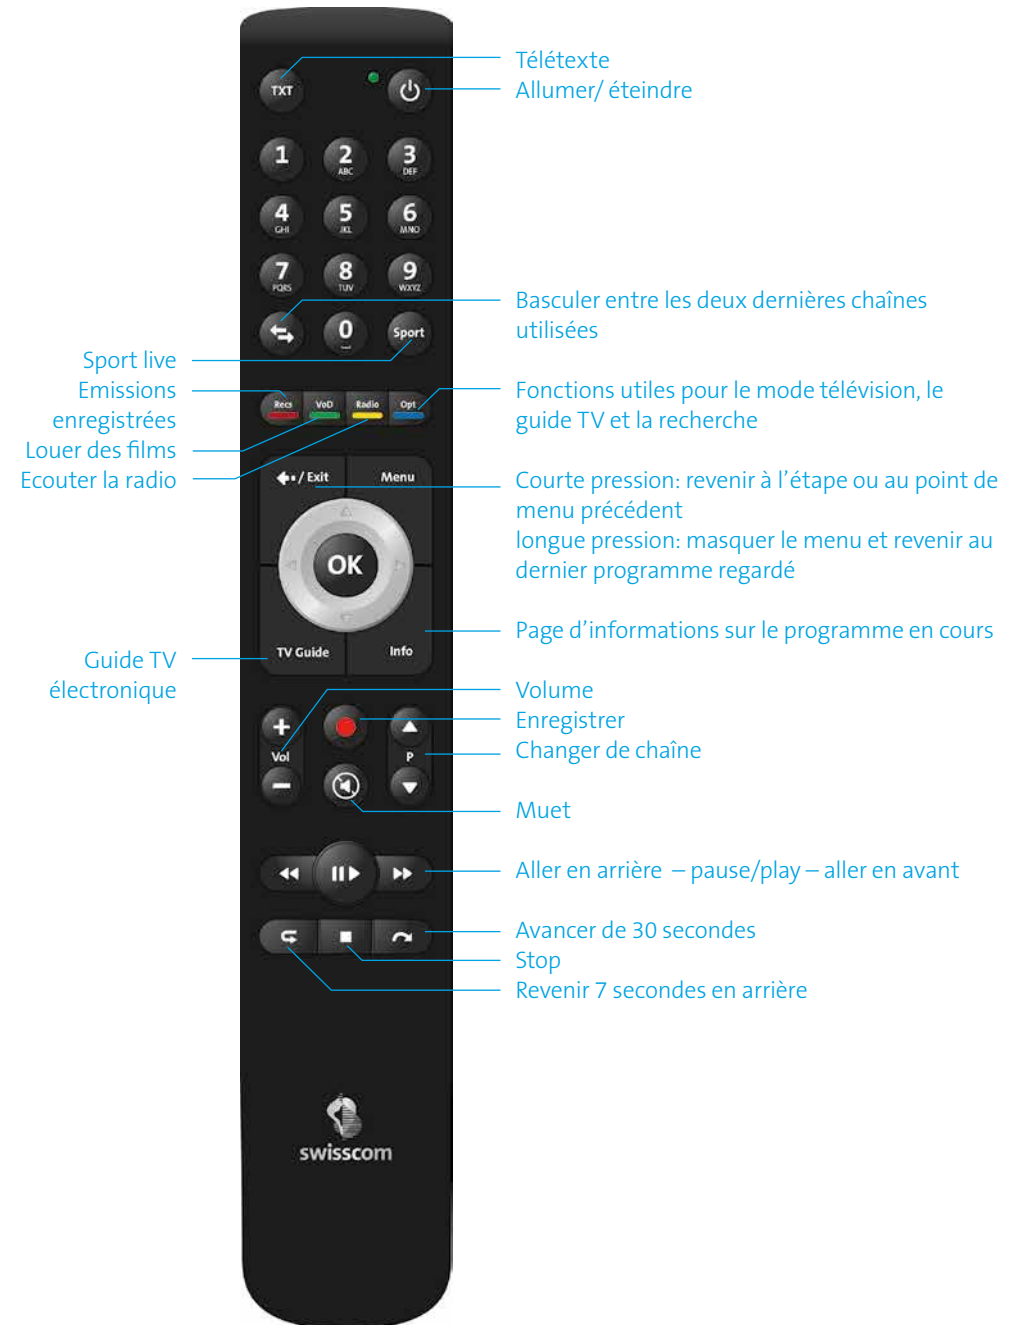 Télétexte
TXT
Allumer/ éteindre
1
2
ABC
3
DEF
4
GHI
5
JKL
6
MNO
7
PQRS
8
TUV
9
WXYZ
Basculer entre les deux dernières chaînes
utilisées
0
Sport
Sport live
Emissions
enregistrées
Louer des films
Ecouter la radio
Recs
VoD
Radio
Opt
Fonctions utiles pour le mode télévision, le
guide TV et la recherche
/ Exit
Menu
Courte pression: revenir à l’étape ou au point de
menu précédent
longue pression: masquer le menu et revenir au
dernier programme regardé
OK
Page d’informations sur le programme en cours
TV Guide
Info
Guide TV
électronique
Volume
Enregistrer
Changer de chaîne
Vol
P
Muet
Aller en arrière – pause/play – aller en avant
Avancer de 30 secondes
Stop
Revenir 7 secondes en arrière
swisscom